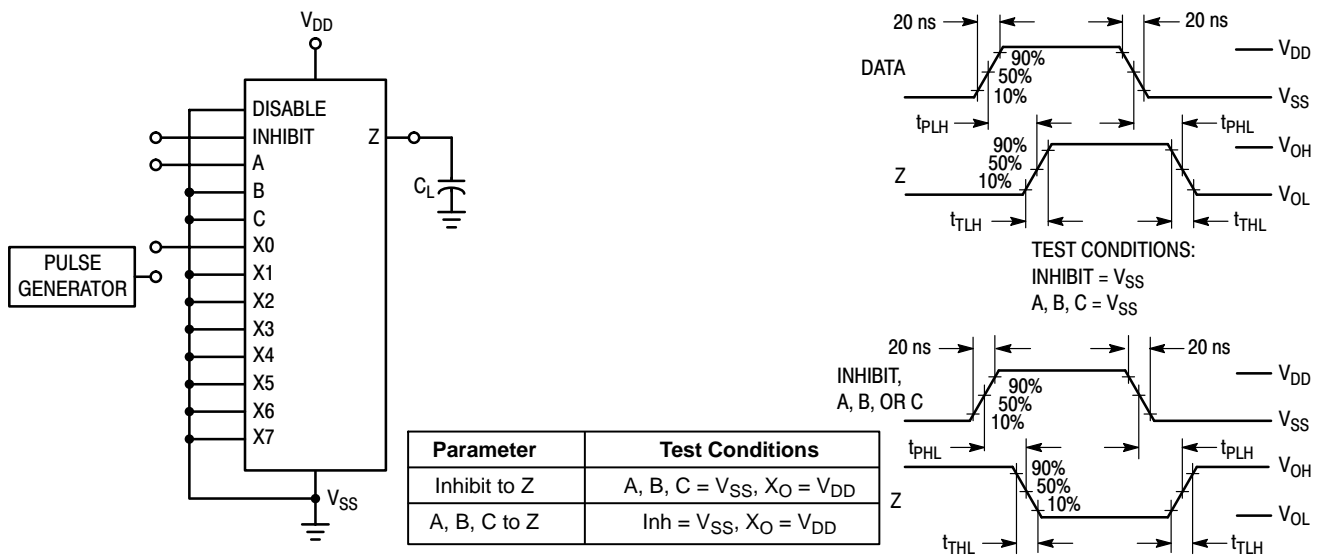 V_DD
DISABLE
INHIBIT
A
B
C
X0
X1
X2
X3
X4
X5
X6
X7
Z
C_L
V_SS
PULSE
GENERATOR
Parameter Test Conditions
Inhibit to Z A, B, C = V_SS, X_O = V_DD
A, B, C to Z Inh = V_SS, X_O = V_DD
20 ns 20 ns
DATA
90%
50%
10%
V_DD
V_SS
t_PLH t_PHL
Z
90%
50%
10%
V_OH
V_OL
t_TLH t_THL
TEST CONDITIONS:
INHIBIT = V_SS
A, B, C = V_SS
20 ns 20 ns
INHIBIT,
A, B, OR C
90%
50%
10%
V_DD
V_SS
t_PHL t_PLH
Z
90%
50%
10%
V_OH
V_OL
t_THL t_TLH